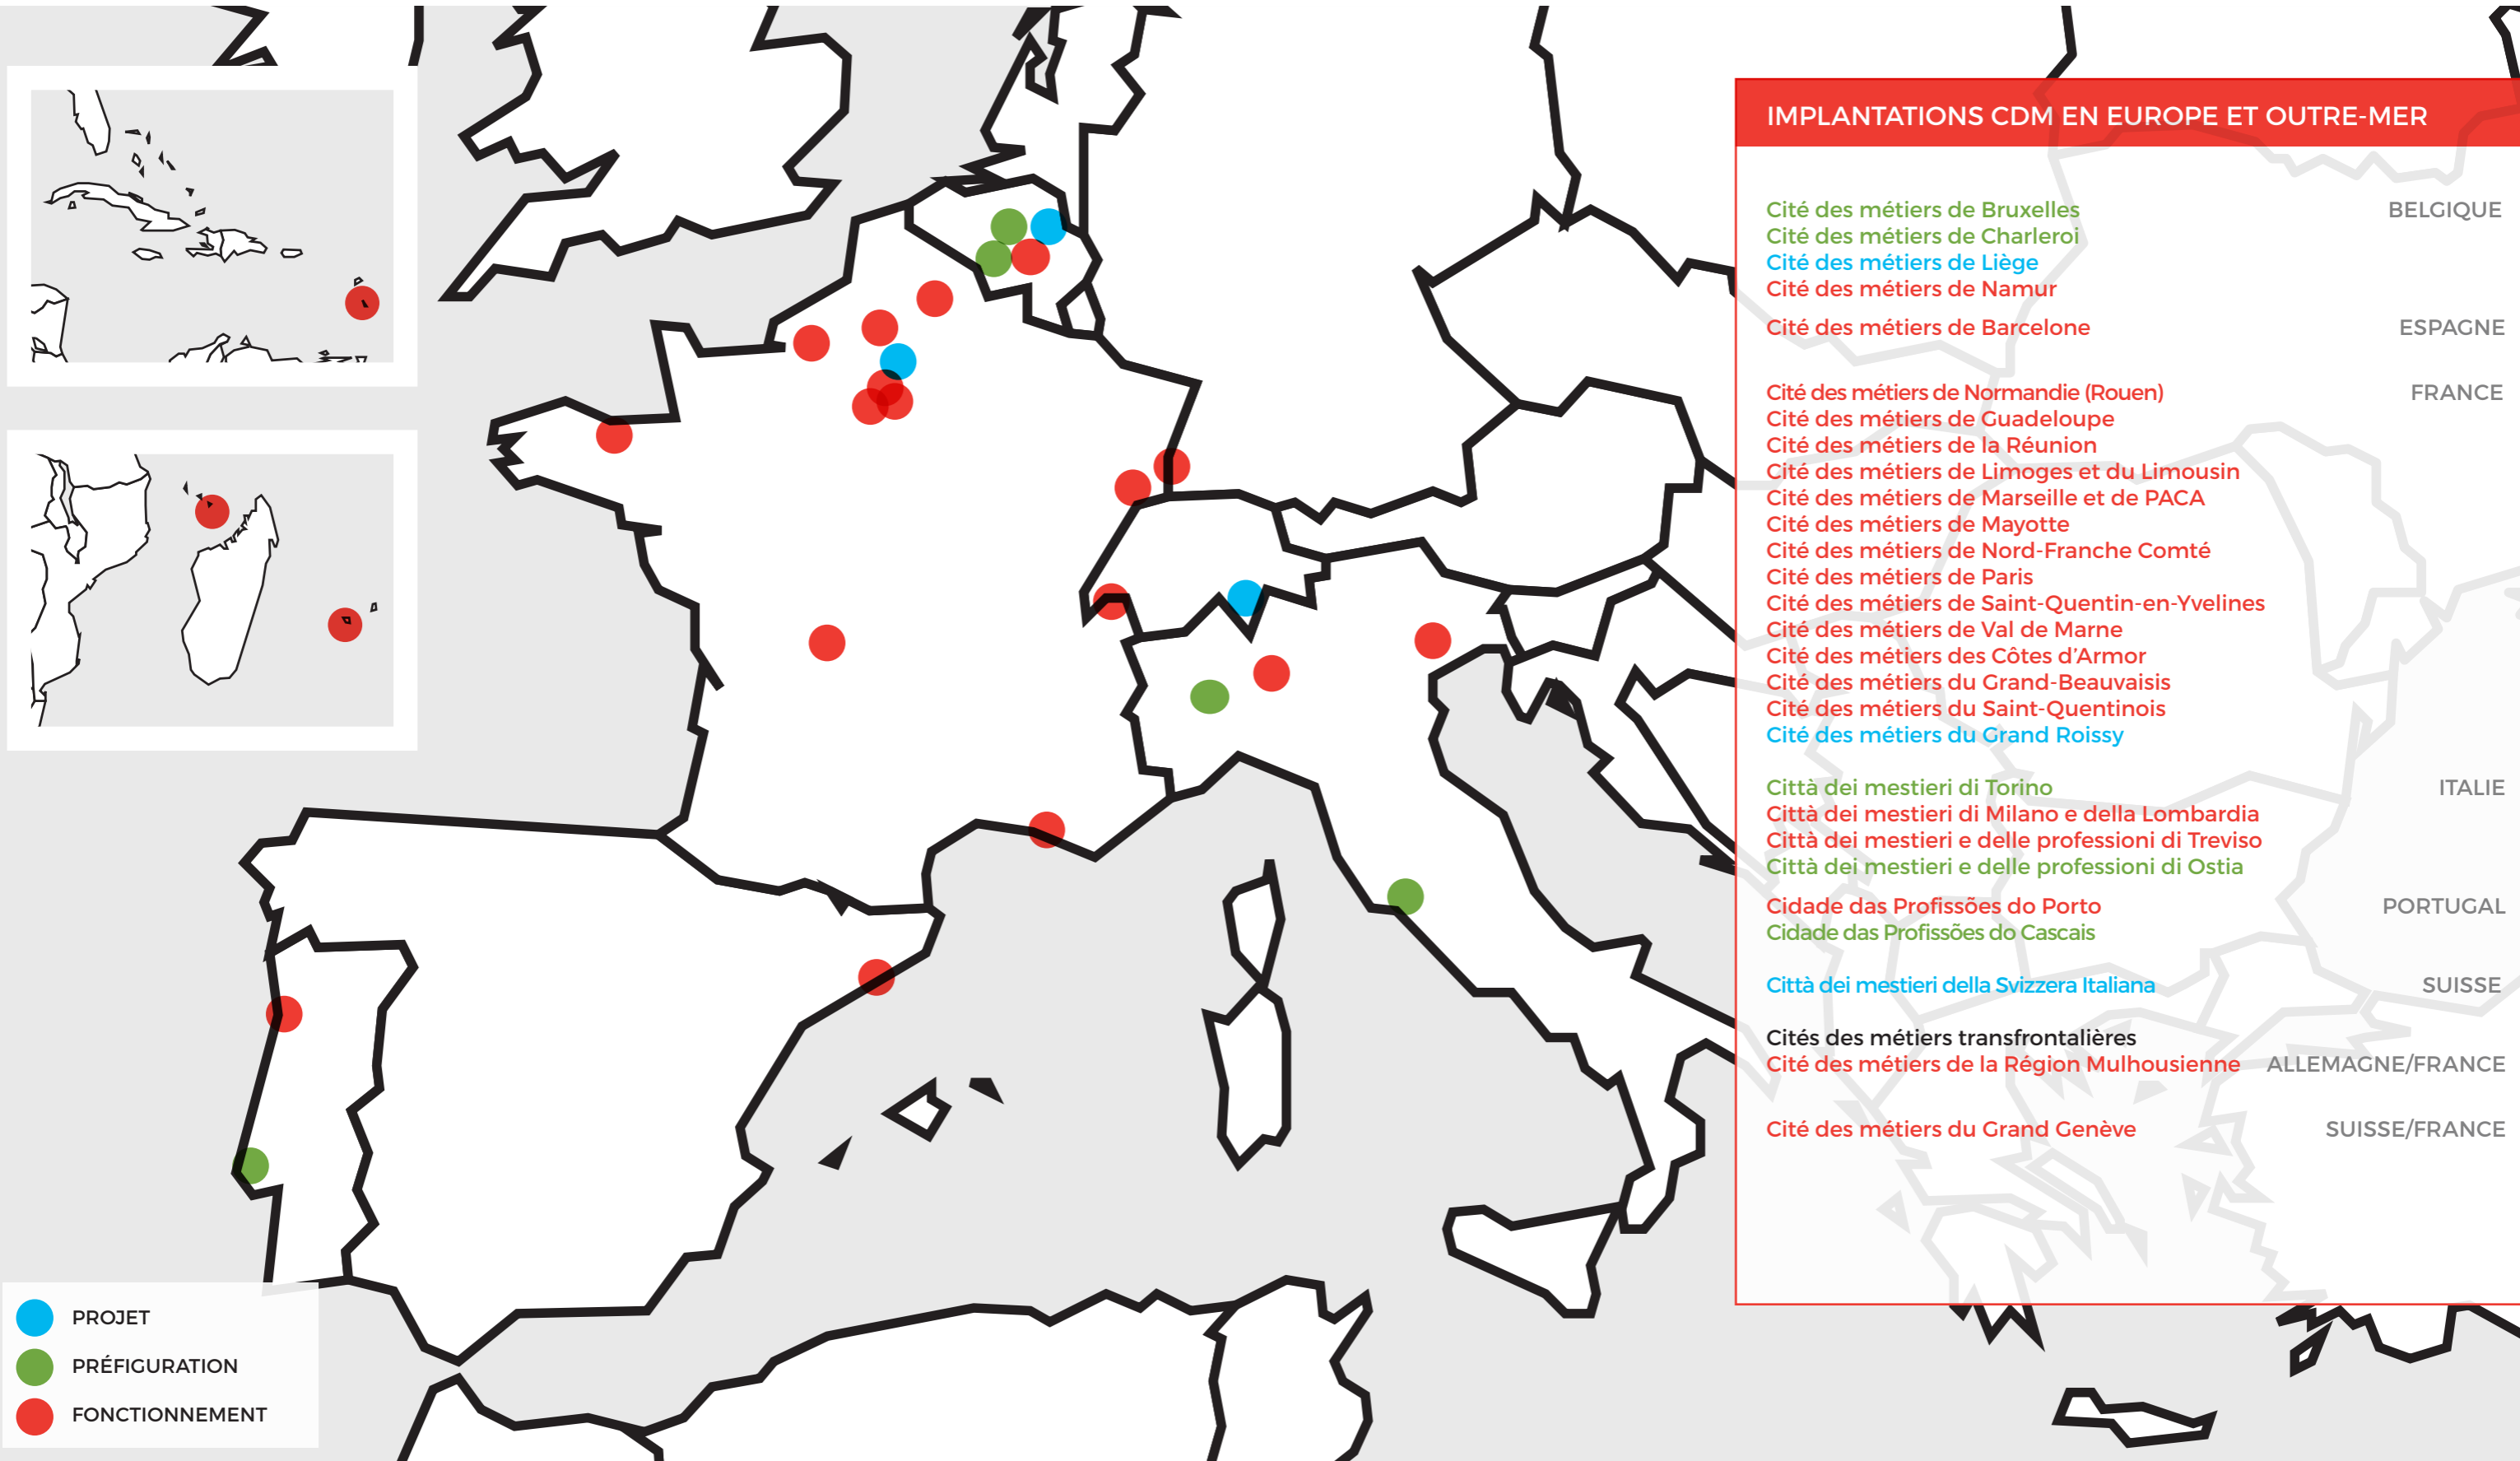 IMPLANTATIONS CDM EN EUROPE ET OUTRE-MER
Cité des métiers de Bruxelles BELGIQUE
Cité des métiers de Charleroi
Cité des métiers de Liège
Cité des métiers de Namur
Cité des métiers de Barcelone ESPAGNE
Cité des métiers de Normandie (Rouen) FRANCE
Cité des métiers de Guadeloupe
Cité des métiers de la Réunion
Cité des métiers de Limoges et du Limousin
Cité des métiers de Marseille et de PACA
Cité des métiers de Mayotte
Cité des métiers de Nord-Franche Comté
Cité des métiers de Paris
Cité des métiers de Saint-Quentin-en-Yvelines
Cité des métiers de Val de Marne
Cité des métiers des Côtes d'Armor
Cité des métiers du Grand-Beauvaisis
Cité des métiers du Saint-Quentinois
Cité des métiers du Grand Roissy
Città dei mestieri di Torino ITALIE
Città dei mestieri di Milano e della Lombardia
Città dei mestieri e delle professioni di Treviso
Città dei mestieri e delle professioni di Ostia
Cidade das Profissões do Porto PORTUGAL
Cidade das Profissões do Cascais
Città dei mestieri della Svizzera Italiana SUISSE
Cités des métiers transfrontalières
Cité des métiers de la Région Mulhousienne ALLEMAGNE/FRANCE
Cité des métiers du Grand Genève SUISSE/FRANCE
PROJET
PRÉFIGURATION
FONCTIONNEMENT